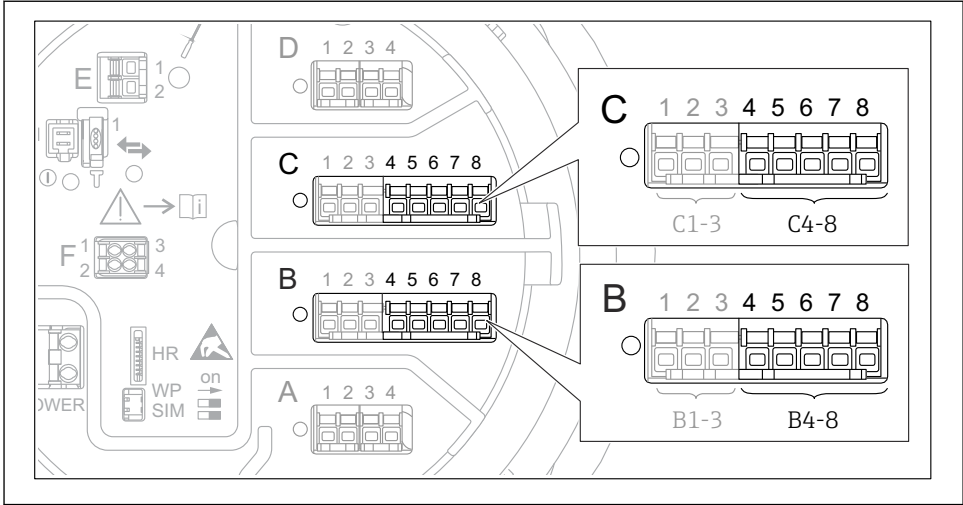 D 1 2 3 4
E 1
2
1
C 1 2 3 4 5 6 7 8
C 1 2 3 4 5 6 7 8
C1-3 C4-8
i
F 1 3
2 4
B 1 2 3 4 5 6 7 8
B 1 2 3 4 5 6 7 8
B1-3 B4-8
HR
on
WP
SIM
OWER
A 1 2 3 4